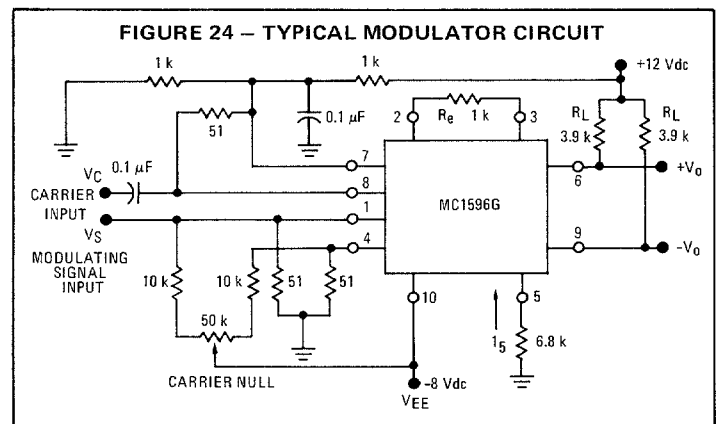 FIGURE 24 – TYPICAL MODULATOR CIRCUIT
1 k
1 k
+12 Vdc
51
0.1 µF
2
Re
1 k
3
RL
3.9 k
RL
3.9 k
0.1 µF
VC
CARRIER
INPUT
7
8
MC1596G
6
+Vo
1
VS
MODULATING
SIGNAL
INPUT
4
9
-Vo
10 k
10 k
51
51
50 k
10
5
I5
6.8 k
CARRIER NULL
-8 Vdc
VEE